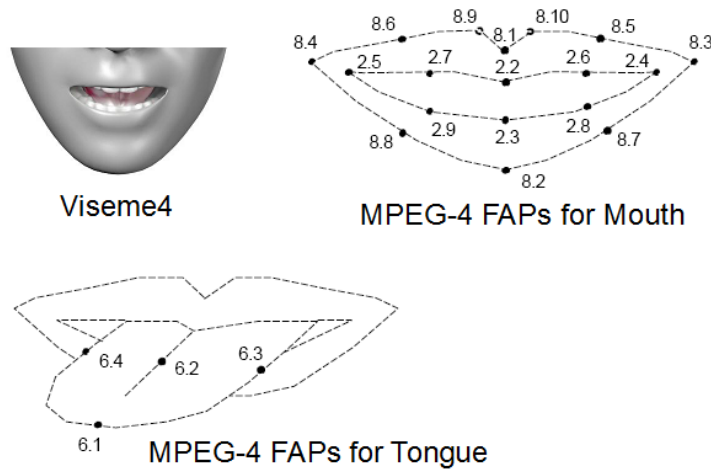 8.6 8.9 8.1 8.10 8.5
8.4 8.3
2.5 2.7 2.2 2.6 2.4
2.9 2.3 2.8
8.8 8.7
8.2
Viseme4
MPEG-4 FAPs for Mouth
6.4 6.2 6.3
6.1
MPEG-4 FAPs for Tongue